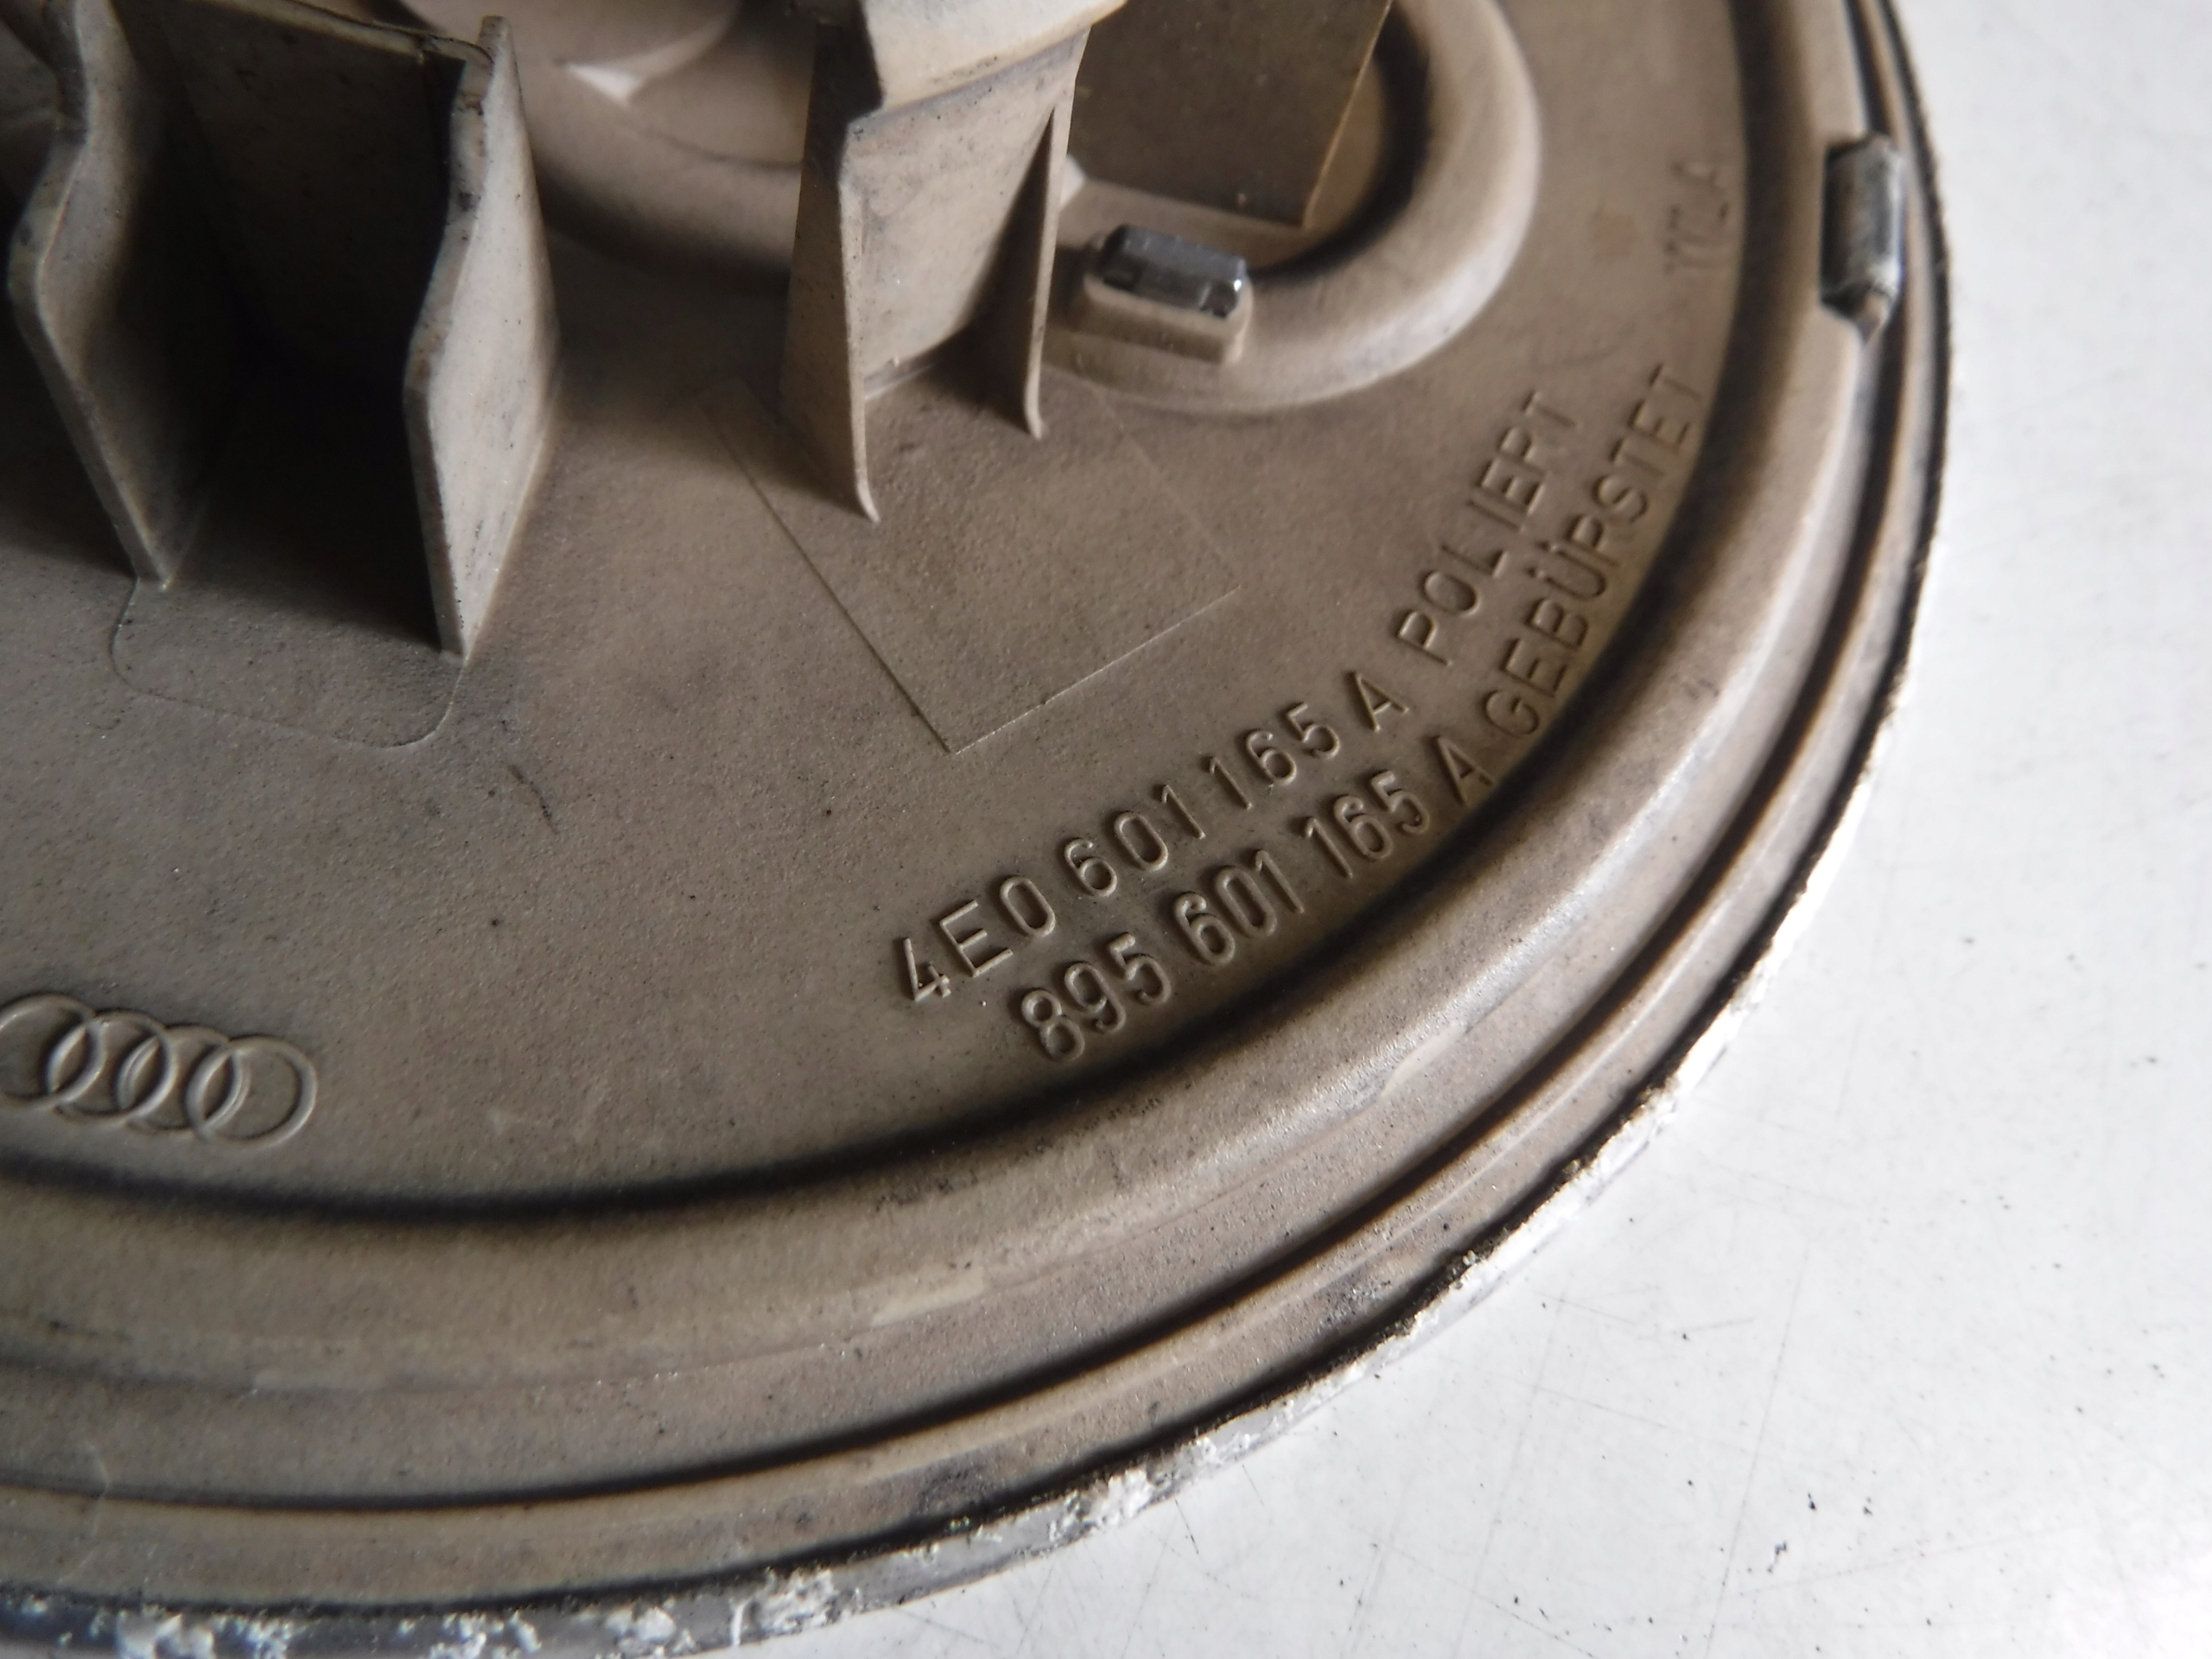 4E0 601 165 A POLIERT
895 601 165 A GEBÜRSTET